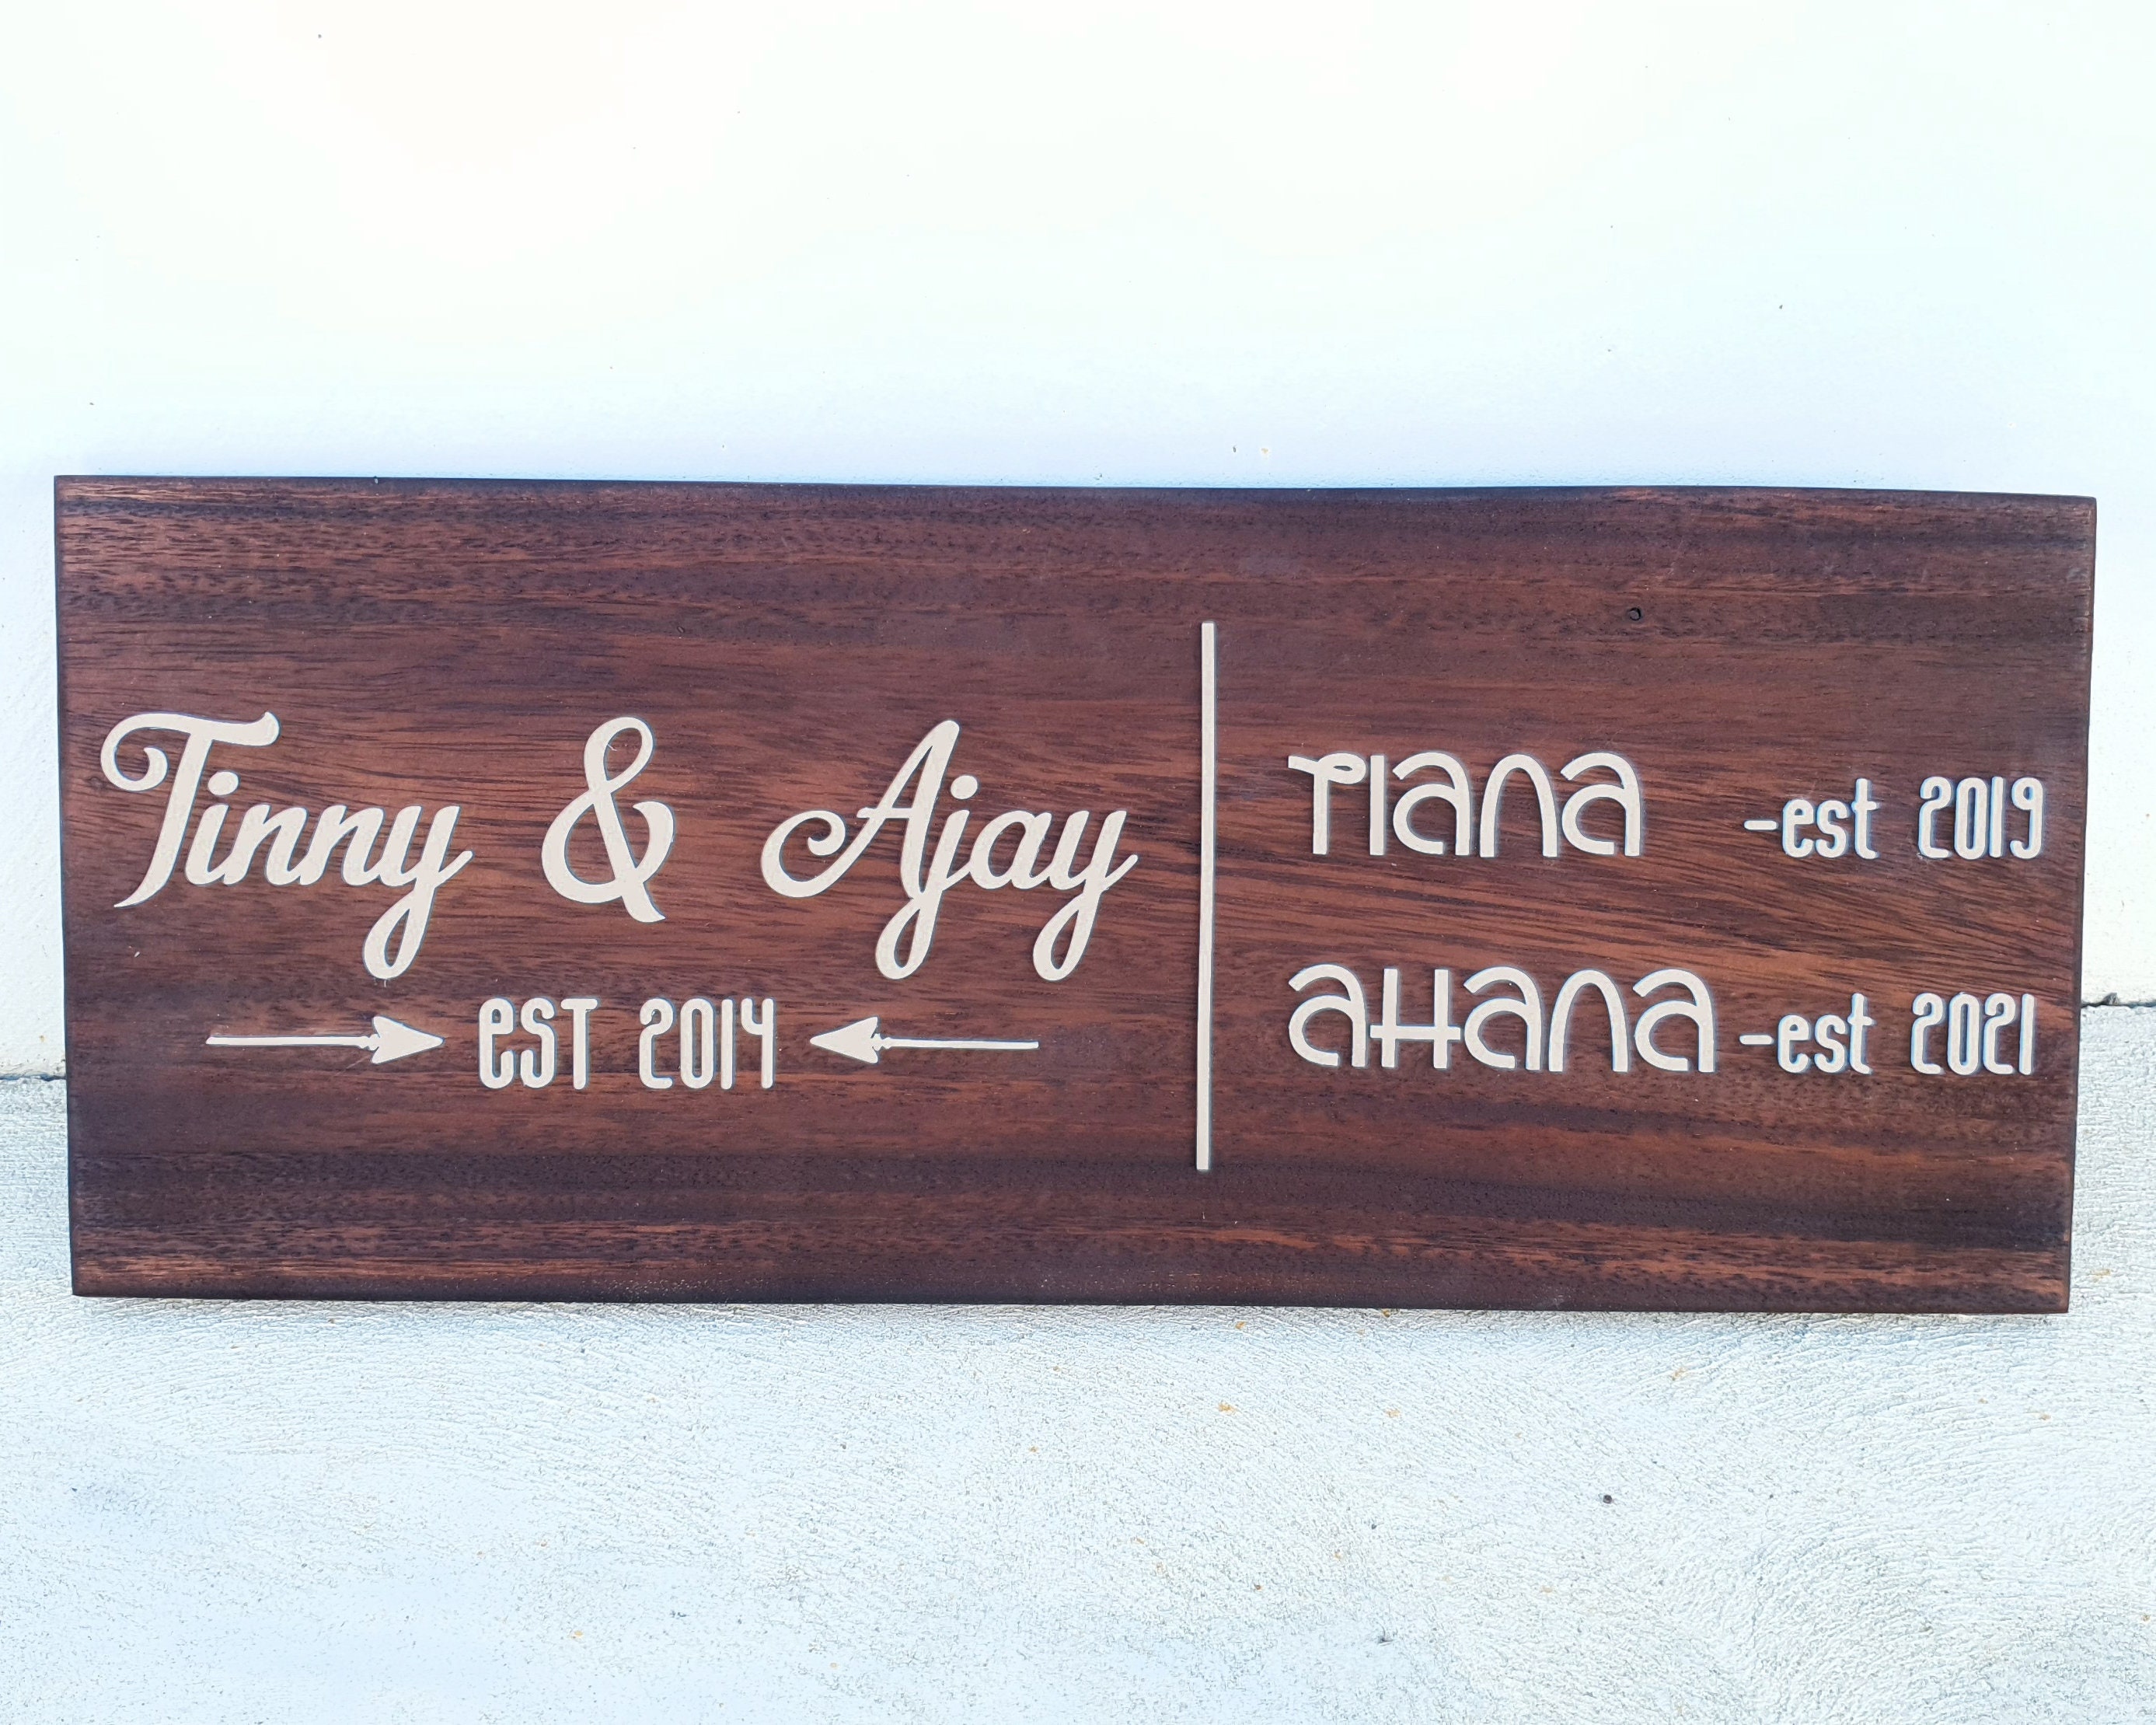 Tinny & Ajay
EST 2014
TIANA -est 2019
AHANA -est 2021